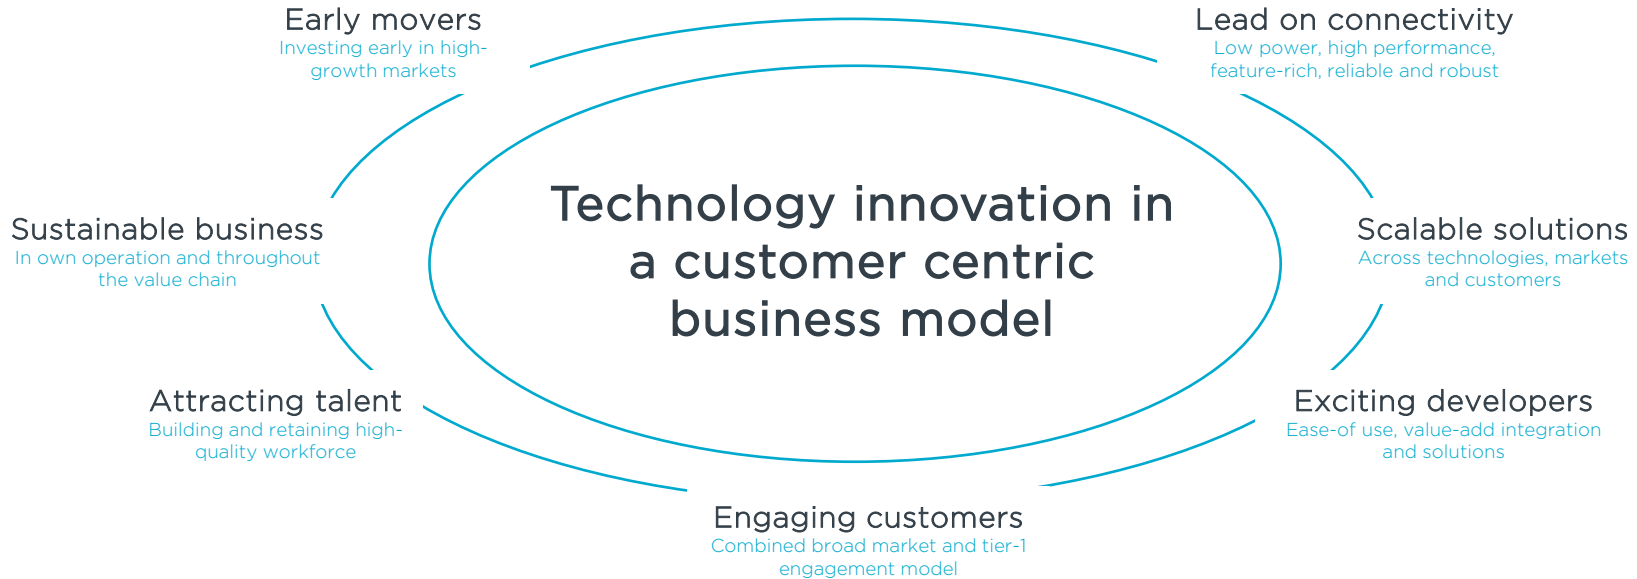 Early movers
Investing early in high-
growth markets
Lead on connectivity
Low power, high performance,
feature-rich, reliable and robust
Technology innovation in
a customer centric
business model
Sustainable business
In own operation and throughout
the value chain
Scalable solutions
Across technologies, markets
and customers
Attracting talent
Building and retaining high-
quality workforce
Exciting developers
Ease-of use, value-add integration
and solutions
Engaging customers
Combined broad market and tier-1
engagement model